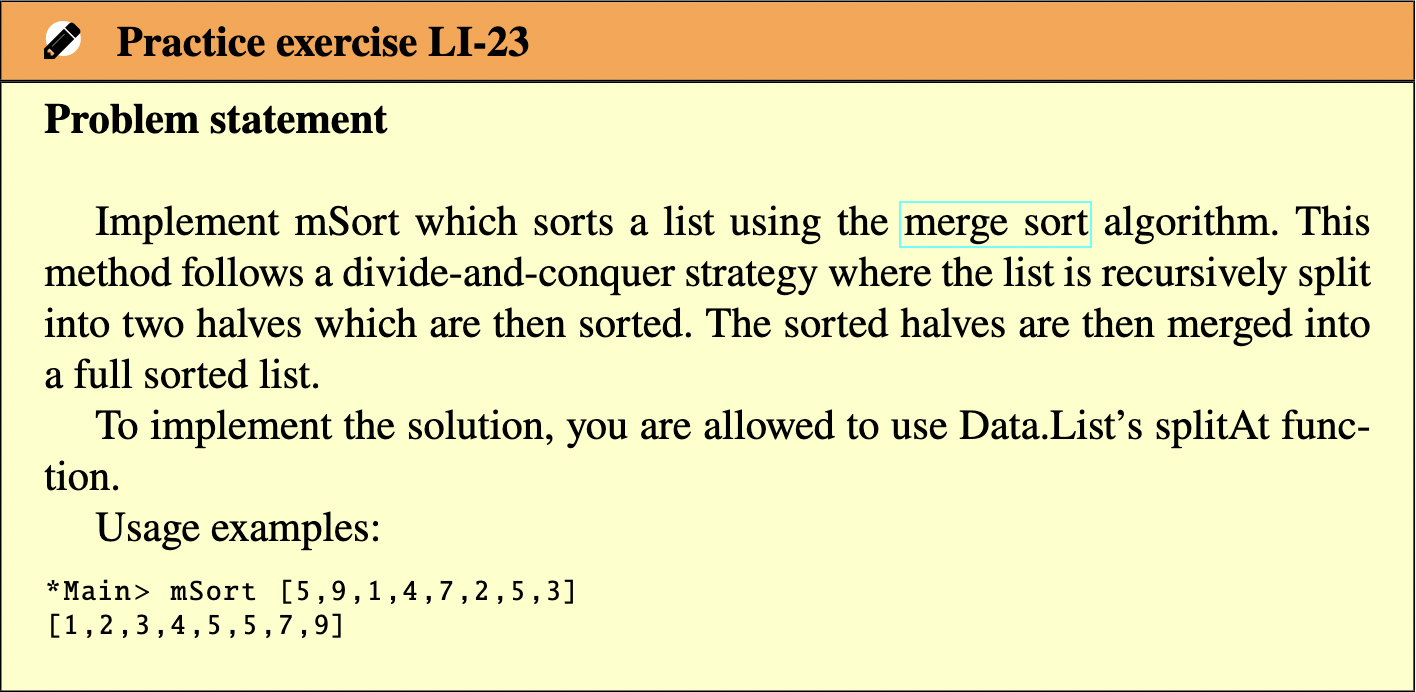 Practice exercise LI-23
Problem statement
Implement mSort which sorts a list using the merge sort algorithm. This
method follows a divide-and-conquer strategy where the list is recursively split
into two halves which are then sorted. The sorted halves are then merged into
a full sorted list.
To implement the solution, you are allowed to use Data.List’s splitAt func-
tion.
Usage examples:
*Main> mSort [5,9,1,4,7,2,5,3]
[1,2,3,4,5,5,7,9]